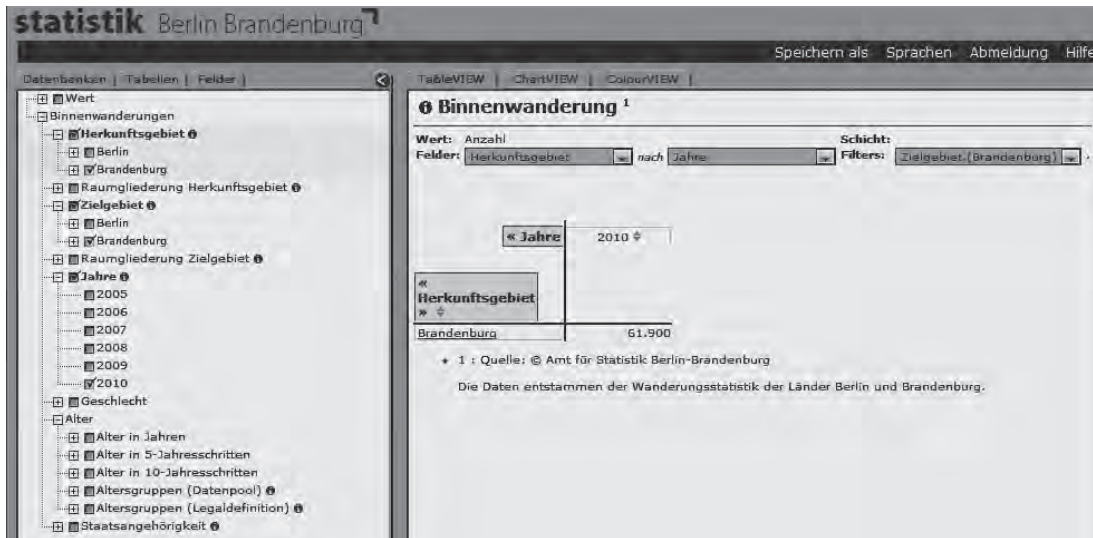 statistik Berlin Brandenburg
Speichern als Sprachen Abmeldung Hilfe
Datenbanken | Tabellen | Felder |
Wert
Binnenwanderungen
Herkunftsgebiet
Berlin
Brandenburg
Raumgliederung Herkunftsgebiet
Zielgebiet
Berlin
Brandenburg
Raumgliederung Zielgebiet
Jahre
2005
2006
2007
2008
2009
2010
Geschlecht
Alter
Alter in Jahren
Alter in 5-Jahresschritten
Alter in 10-Jahresschritten
Altersgruppen (Datenpool)
Altersgruppen (Legaldefinition)
Staatsangehörigkeit
TableVIEW | ChartVIEW | ColourVIEW |
Binnenwanderung 1
Wert: Anzahl Schicht:
Felder: Herkunftsgebiet nach Jahre Filters: Zielgebiet (Brandenburg)
« Jahre 2010
«
Herkunftsgebiet
»
Brandenburg 61.900
1 : Quelle: © Amt für Statistik Berlin-Brandenburg
Die Daten entstammen der Wanderungsstatistik der Länder Berlin und Brandenburg.